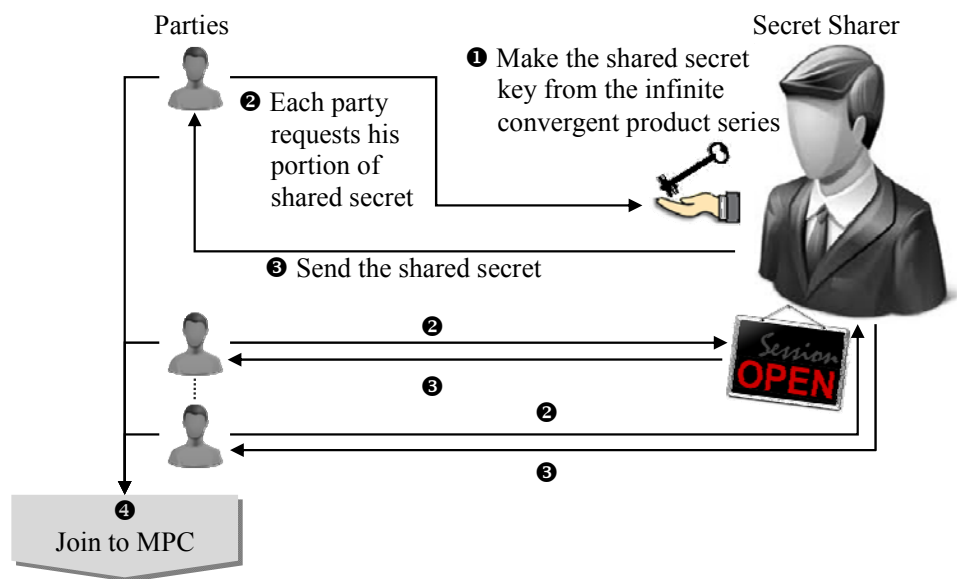 Parties
Secret Sharer
❶ Make the shared secret
key from the infinite
convergent product series
❷ Each party
requests his
portion of
shared secret
❸ Send the shared secret
❷
❸
Session
OPEN
❷
❸
❹
Join to MPC